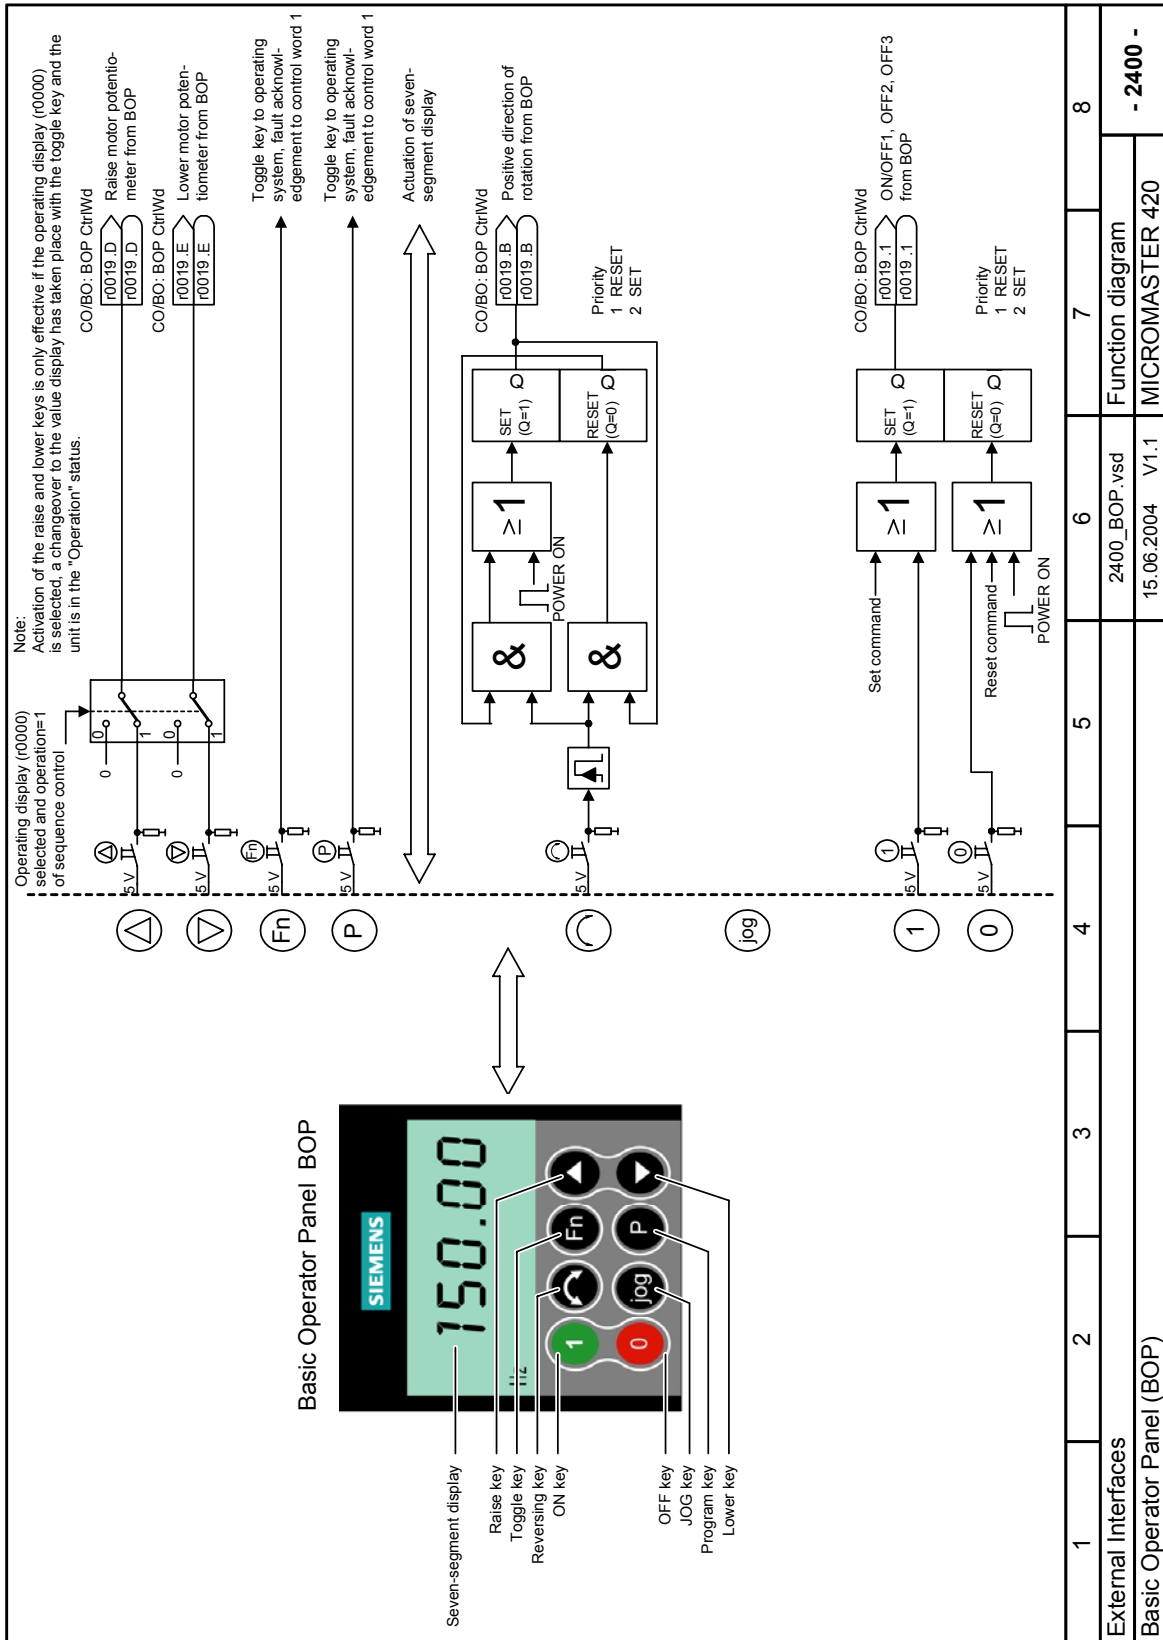 Operating display (r0000)
selected and operation=1
of sequence control
Note:
Activation of the raise and lower keys is only effective if the operating display (r0000)
is selected, a changeover to the value display has taken place with the toggle key and the
unit is in the "Operation" status.
5 V
0
0
1
CO/BO: BOP CtrlWd
r0019 .D
r0019 .D
Raise motor potentio-
meter from BOP
5 V
0
0
1
CO/BO: BOP CtrlWd
r0019 .E
r0019 .E
Lower motor poten-
tiometer from BOP
Fn
Fn
5 V
Toggle key to operating
system, fault acknowl-
edgement to control word 1
P
P
5 V
Toggle key to operating
system, fault acknowl-
edgement to control word 1
Actuation of seven-
segment display
Basic Operator Panel  BOP
SIEMENS
150.00
Hz
1
Fn
0
jog
P
Seven-segment display
Raise key
Toggle key
Reversing key
ON key
OFF key
JOG key
Program key
Lower key
5 V
&
&
≥1
POWER ON
SET
(Q=1)
Q
RESET
(Q=0)
Q
CO/BO: BOP CtrlWd
r0019 .B
r0019 .B
Positive direction of
rotation from BOP
Priority
1  RESET
2  SET
jog
1
1
5 V
Set command
≥1
SET
(Q=1)
Q
CO/BO: BOP CtrlWd
r0019 .1
r0019 .1
ON/OFF1, OFF2, OFF3
from BOP
0
0
5 V
Reset command
POWER ON
≥1
RESET
(Q=0)
Q
Priority
1  RESET
2  SET
1
2
3
4
5
6
7
8
External Interfaces
2400_BOP.vsd
Function diagram
- 2400 -
Basic Operator Panel (BOP)
15.06.2004
V1.1
MICROMASTER 420